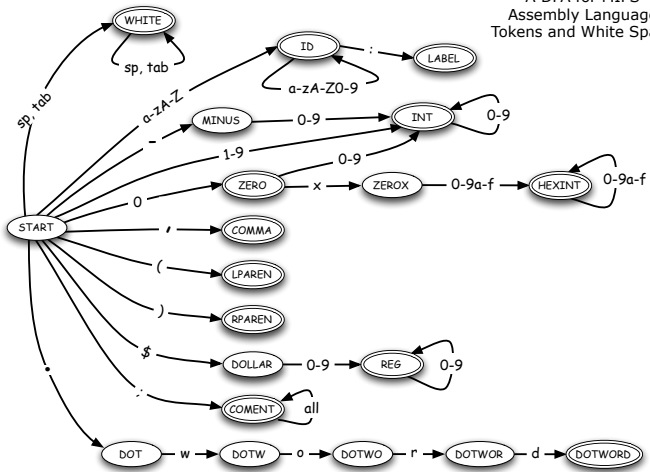 A DFA for MIPS
Assembly Languag
Tokens and White Spa
WHITE
sp, tab
ID
:
LABEL
a-zA-Z0-9
sp, tab
a-zA-Z
-
MINUS
0-9
INT
0-9
1-9
0-9
0
ZERO
x
ZEROX
0-9a-f
HEXINT
0-9a-f
START
,
COMMA
(
LPAREN
)
RPAREN
$
DOLLAR
0-9
REG
0-9
;
COMENT
all
.
DOT
w
DOTW
o
DOTWO
r
DOTWOR
d
DOTWORD